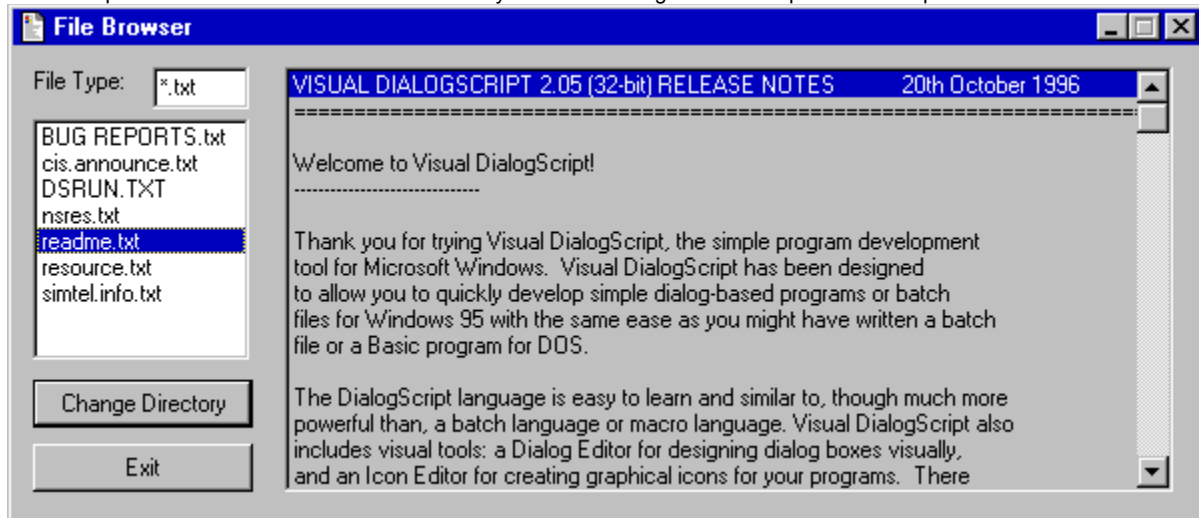 File Browser
File Type: *.txt
BUG REPORTS.txt
cis.announce.txt
DSRUN.TXT
nsres.txt
readme.txt
resource.txt
simtel.info.txt
Change Directory
Exit
VISUAL DIALOGSCRIPT 2.05 (32-bit) RELEASE NOTES 20th October 1996
==============================================================================
Welcome to Visual DialogScript!
-------------------------------
Thank you for trying Visual DialogScript, the simple program development
tool for Microsoft Windows. Visual DialogScript has been designed
to allow you to quickly develop simple dialog-based programs or batch
files for Windows 95 with the same ease as you might have written a batch
file or a Basic program for DOS.
The DialogScript language is easy to learn and similar to, though much more
powerful than, a batch language or macro language. Visual DialogScript also
includes visual tools: a Dialog Editor for designing dialog boxes visually,
and an Icon Editor for creating graphical icons for your programs. There